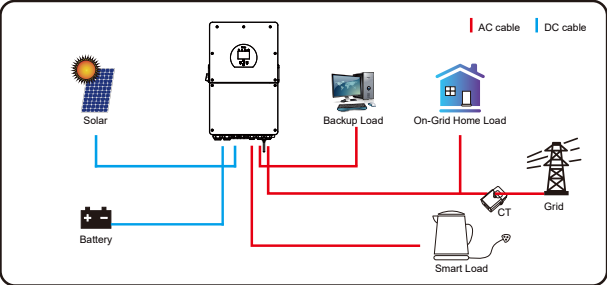 AC cable
DC cable
Solar
Backup Load
On-Grid Home Load
CT
Grid
Battery
Smart Load